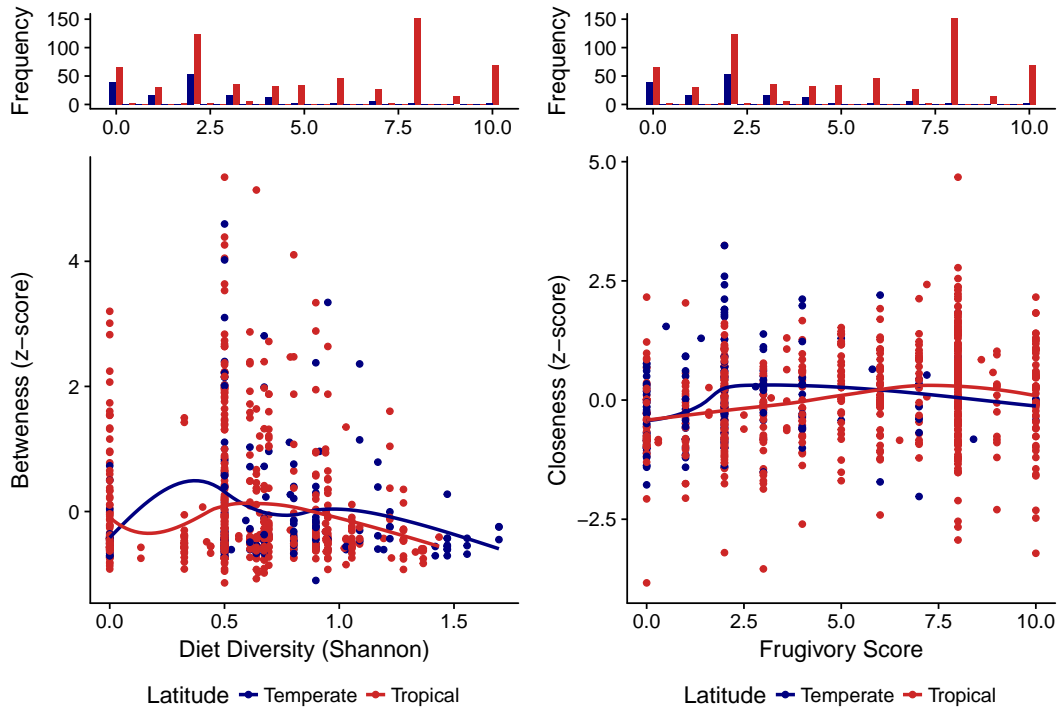 Frequency
150
100
50
0
0.0 2.5 5.0 7.5 10.0
Betweness (z−score)
4
2
0
0.0 0.5 1.0 1.5
Diet Diversity (Shannon)
Latitude Temperate Tropical
Frequency
150
100
50
0
0.0 2.5 5.0 7.5 10.0
Closeness (z−score)
5.0
2.5
0.0
−2.5
0.0 2.5 5.0 7.5 10.0
Frugivory Score
Latitude Temperate Tropical